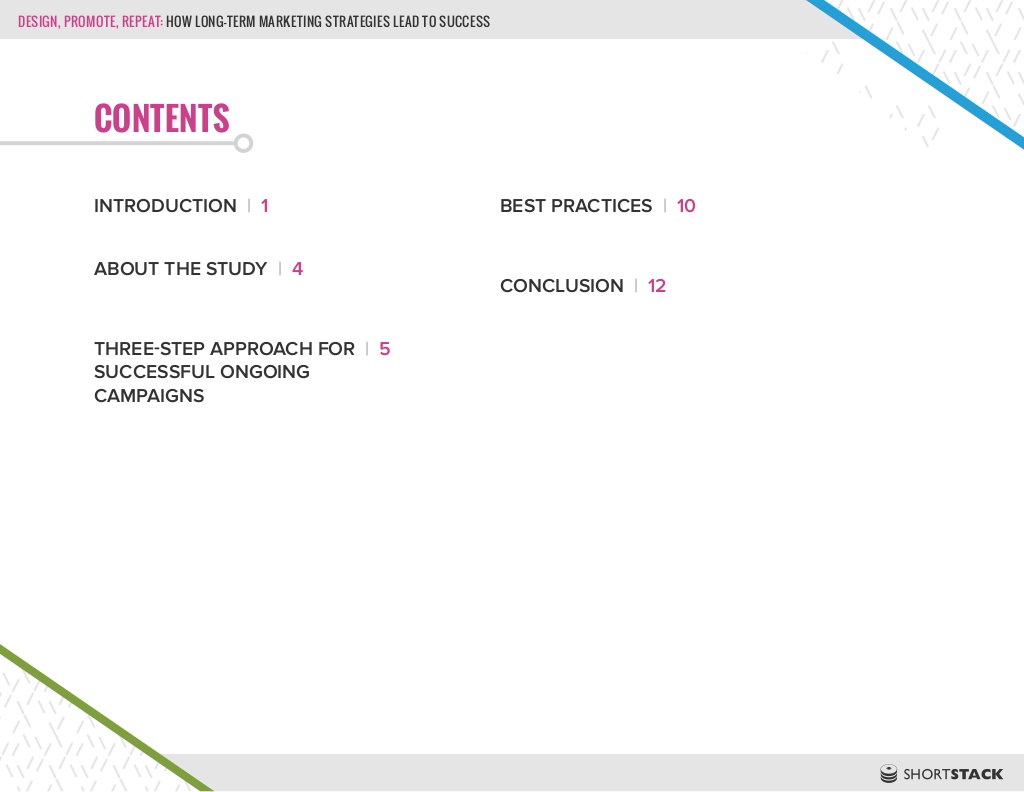 DESIGN, PROMOTE, REPEAT: HOW LONG-TERM MARKETING STRATEGIES LEAD TO SUCCESS
CONTENTS
INTRODUCTION | 1
ABOUT THE STUDY | 4
THREE-STEP APPROACH FOR | 5
SUCCESSFUL ONGOING
CAMPAIGNS
BEST PRACTICES | 10
CONCLUSION | 12
SHORTSTACK